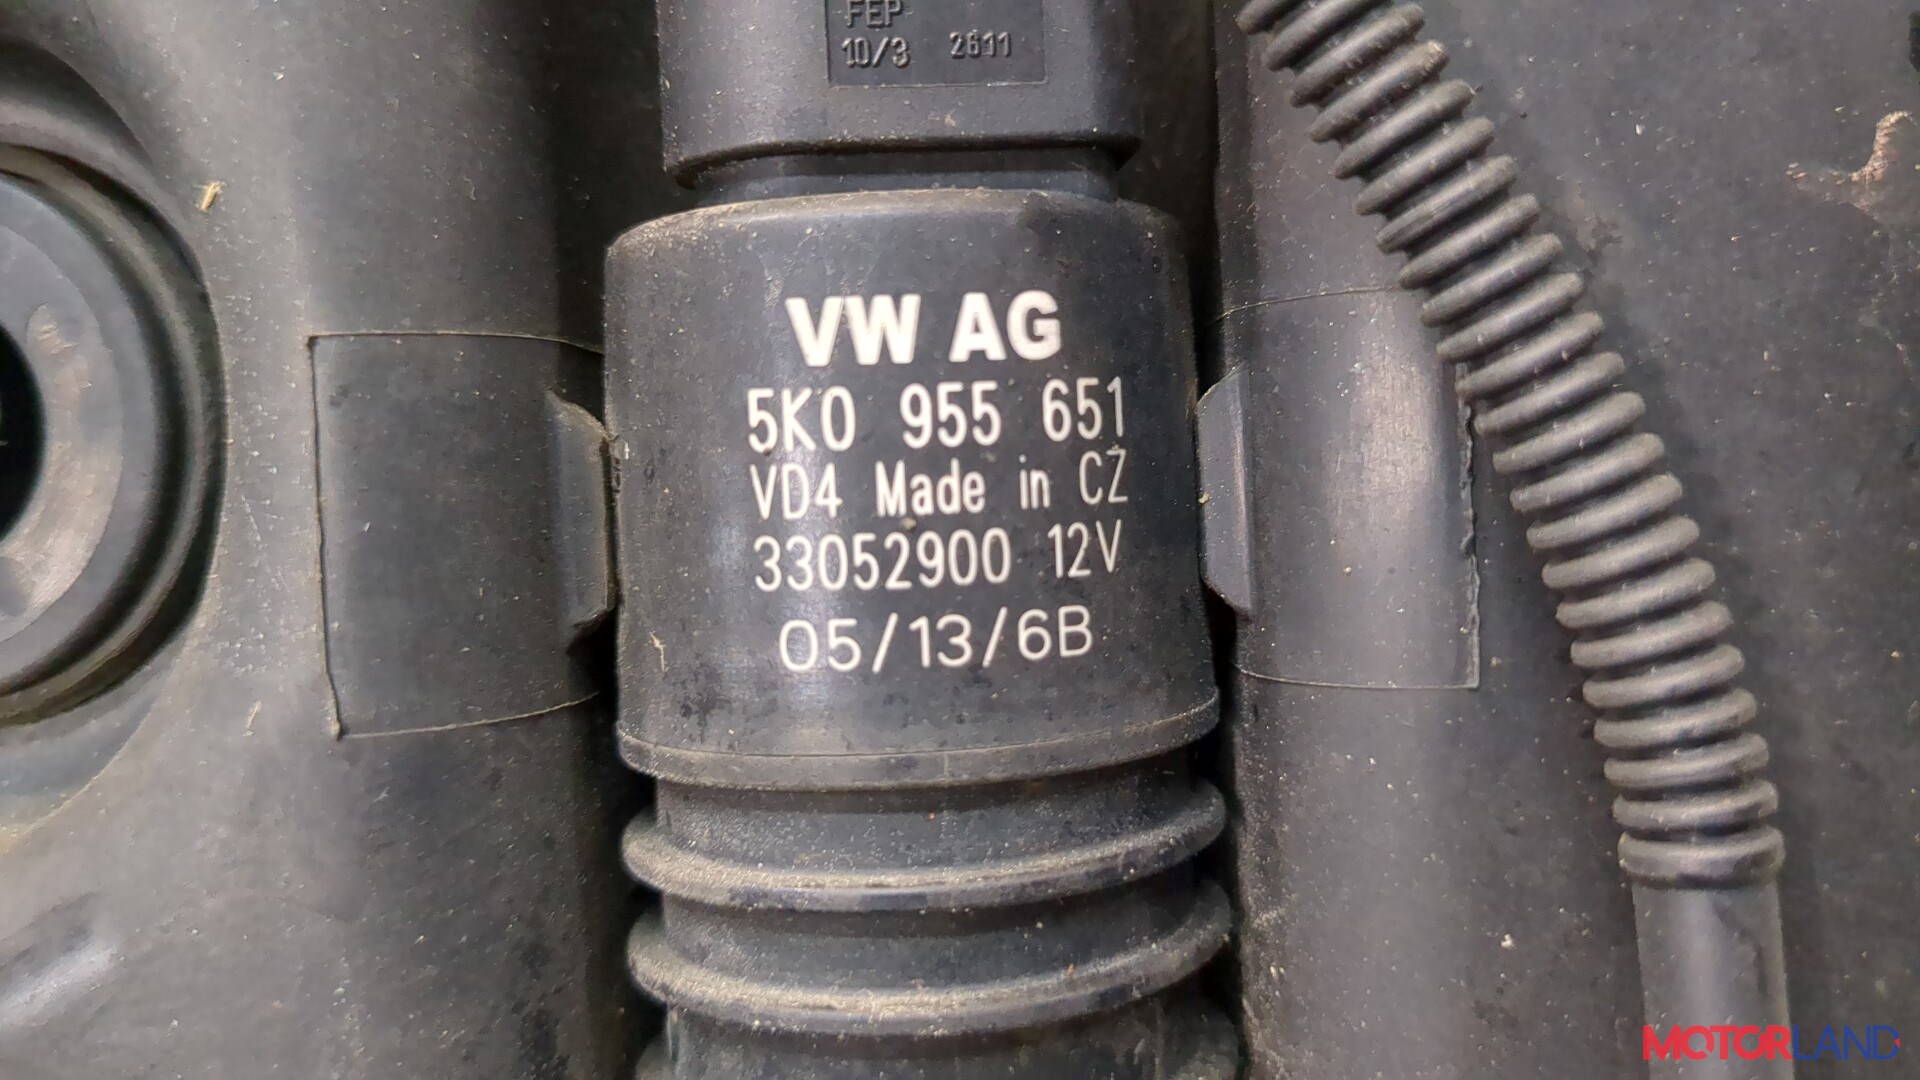 FEP
10/3 2611
VW AG
5K0 955 651
VD4 Made in CZ
33052900 12V
05/13/6B
MOTORLAND